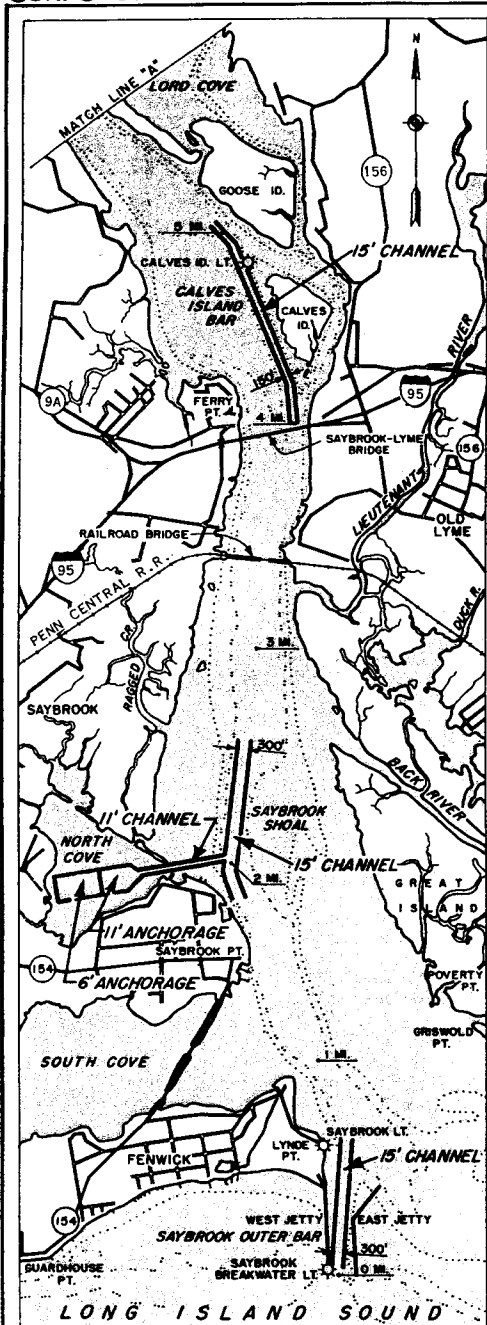 MATCH LINE "A"
LORD COVE
N
GOOSE ID.
156
5 MI.
15' CHANNEL
CALVES ID. LT.
CALVES
ISLAND
BAR
CALVES
ID.
RIVER
150'
9A
FERRY
PT.
95
4 MI.
SAYBROOK-LYME
BRIDGE
156
LIEUTENANT
OLD
LYME
RAILROAD BRIDGE
95
PENN CENTRAL R.R.
DUCK R.
3 MI.
RAGGED CR.
SAYBROOK
300'
BACK RIVER
11' CHANNEL
SAYBROOK
SHOAL
NORTH
COVE
15' CHANNEL
2 MI.
GREAT
ISLAND
11' ANCHORAGE
SAYBROOK PT.
154
6' ANCHORAGE
POVERTY
PT.
GRISWOLD
PT.
SOUTH COVE
1 MI.
SAYBROOK LT.
LYNDE
PT.
15' CHANNEL
FENWICK
154
WEST JETTY
EAST JETTY
SAYBROOK OUTER BAR
300'
GUARDHOUSE
PT.
SAYBROOK
BREAKWATER LT.
0 MI.
LONG ISLAND SOUND